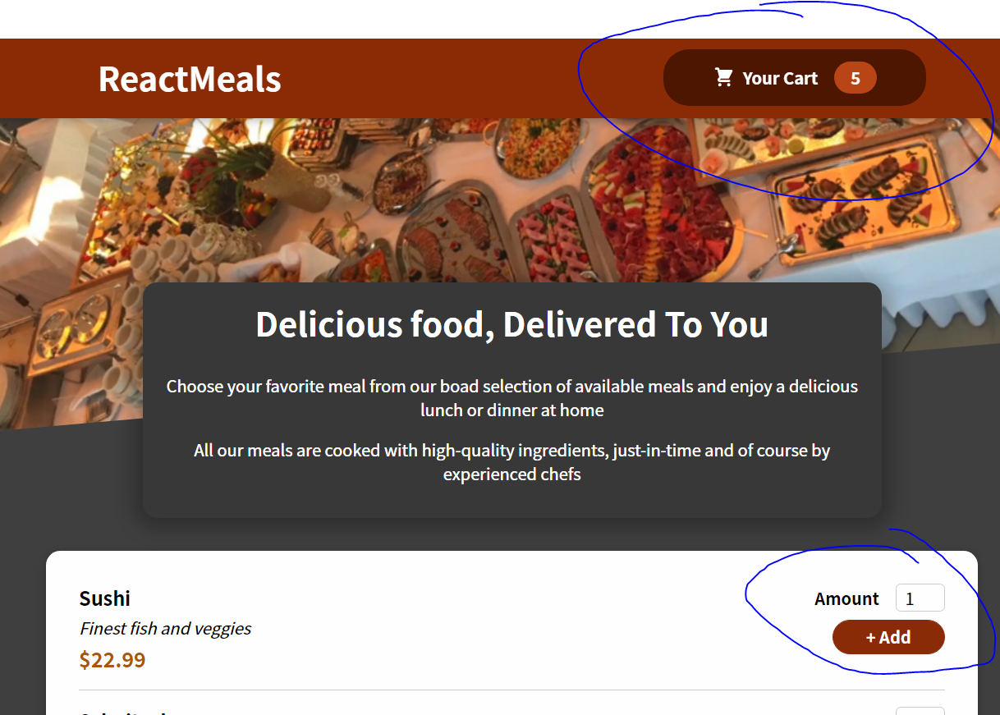 ReactMeals
Your Cart 5
Delicious food, Delivered To You
Choose your favorite meal from our boad selection of available meals and enjoy a delicious
lunch or dinner at home
All our meals are cooked with high-quality ingredients, just-in-time and of course by
experienced chefs
Sushi
Amount 1
Finest fish and veggies
+ Add
$22.99